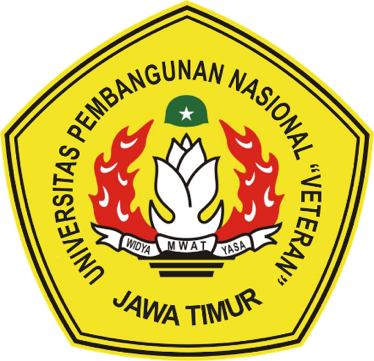 UNIVERSITAS PEMBANGUNAN NASIONAL "VETERAN"
WIDYA MWAT YASA
JAWA TIMUR